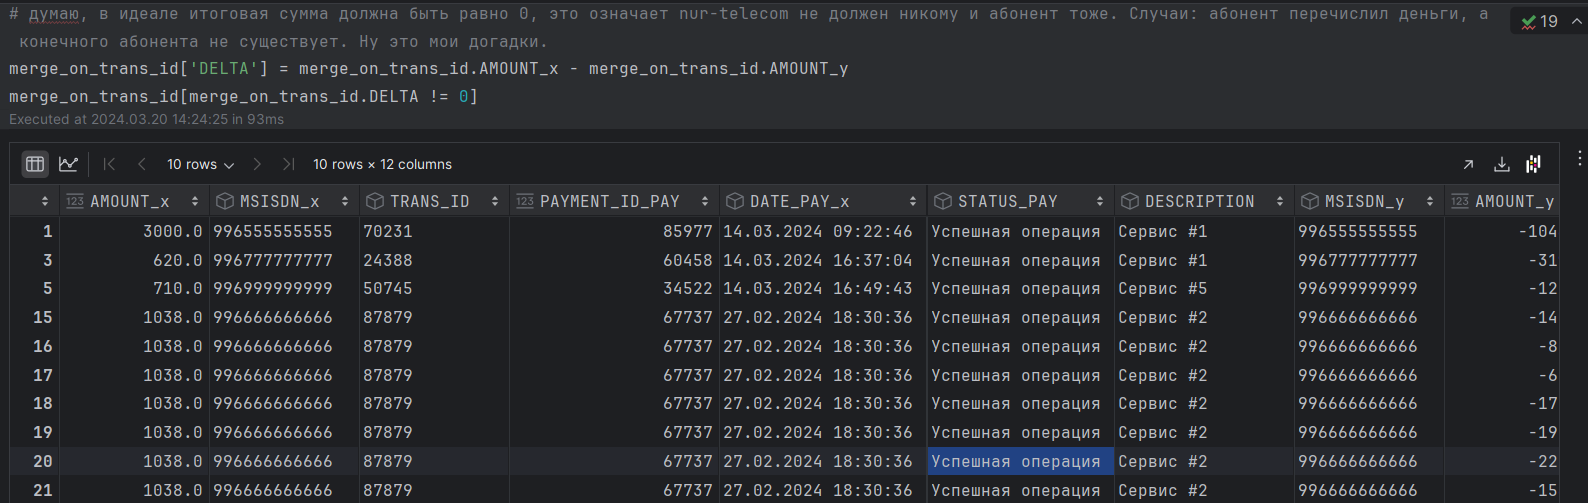 # думаю, в идеале итоговая сумма должна быть равно 0, это означает nur-telecom не должен никому и абонент тоже. Случаи: абонент перечислил деньги, а
конечного абонента не существует. Ну это мои догадки.
19
merge_on_trans_id['DELTA'] = merge_on_trans_id.AMOUNT_x - merge_on_trans_id.AMOUNT_y
merge_on_trans_id[merge_on_trans_id.DELTA != 0]
Executed at 2024.03.20 14:24:25 in 93ms
10 rows 10 rows × 12 columns
123 AMOUNT_x MSISDN_x TRANS_ID 123 PAYMENT_ID_PAY DATE_PAY_x STATUS_PAY DESCRIPTION MSISDN_y 123 AMOUNT_y
1 3000.0 996555555555 70231 85977 14.03.2024 09:22:46 Успешная операция Сервис #1 996555555555 -104
3 620.0 996777777777 24388 60458 14.03.2024 16:37:04 Успешная операция Сервис #1 996777777777 -31
5 710.0 996999999999 50745 34522 14.03.2024 16:49:43 Успешная операция Сервис #5 996999999999 -12
15 1038.0 996666666666 87879 67737 27.02.2024 18:30:36 Успешная операция Сервис #2 996666666666 -14
16 1038.0 996666666666 87879 67737 27.02.2024 18:30:36 Успешная операция Сервис #2 996666666666 -8
17 1038.0 996666666666 87879 67737 27.02.2024 18:30:36 Успешная операция Сервис #2 996666666666 -6
18 1038.0 996666666666 87879 67737 27.02.2024 18:30:36 Успешная операция Сервис #2 996666666666 -17
19 1038.0 996666666666 87879 67737 27.02.2024 18:30:36 Успешная операция Сервис #2 996666666666 -19
20 1038.0 996666666666 87879 67737 27.02.2024 18:30:36 Успешная операция Сервис #2 996666666666 -22
21 1038.0 996666666666 87879 67737 27.02.2024 18:30:36 Успешная операция Сервис #2 996666666666 -15